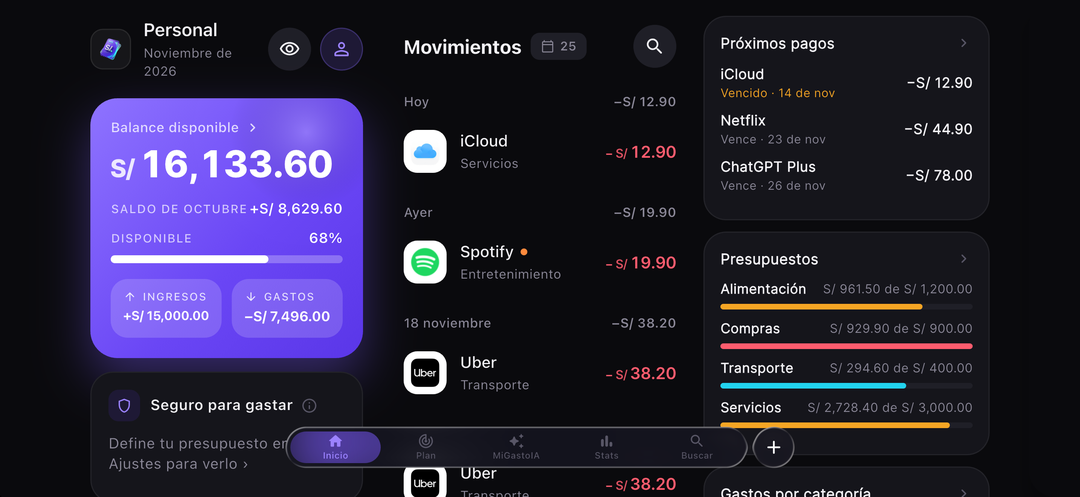 Personal
Noviembre de
2026
S/
Balance disponible >
S/ 16,133.60
SALDO DE OCTUBRE +S/ 8,629.60
DISPONIBLE 68%
↑ INGRESOS
+S/ 15,000.00
↓ GASTOS
−S/ 7,496.00
Seguro para gastar
Define tu presupuesto en
Ajustes para verlo ›
Movimientos 25
Hoy −S/ 12.90
iCloud
Servicios
- S/ 12.90
Ayer −S/ 19.90
Spotify
Entretenimiento
- S/ 19.90
18 noviembre −S/ 38.20
Uber
Uber
Transporte
- S/ 38.20
Uber
Uber
Transporte
- S/ 38.20
Próximos pagos >
iCloud
Vencido · 14 de nov
−S/ 12.90
Netflix
Vence · 23 de nov
−S/ 44.90
ChatGPT Plus
Vence · 26 de nov
−S/ 78.00
Presupuestos >
Alimentación S/ 961.50 de S/ 1,200.00
Compras S/ 929.90 de S/ 900.00
Transporte S/ 294.60 de S/ 400.00
Servicios S/ 2,728.40 de S/ 3,000.00
Gastos por categoría >
Inicio
Plan
MiGastoIA
Stats
Buscar
+